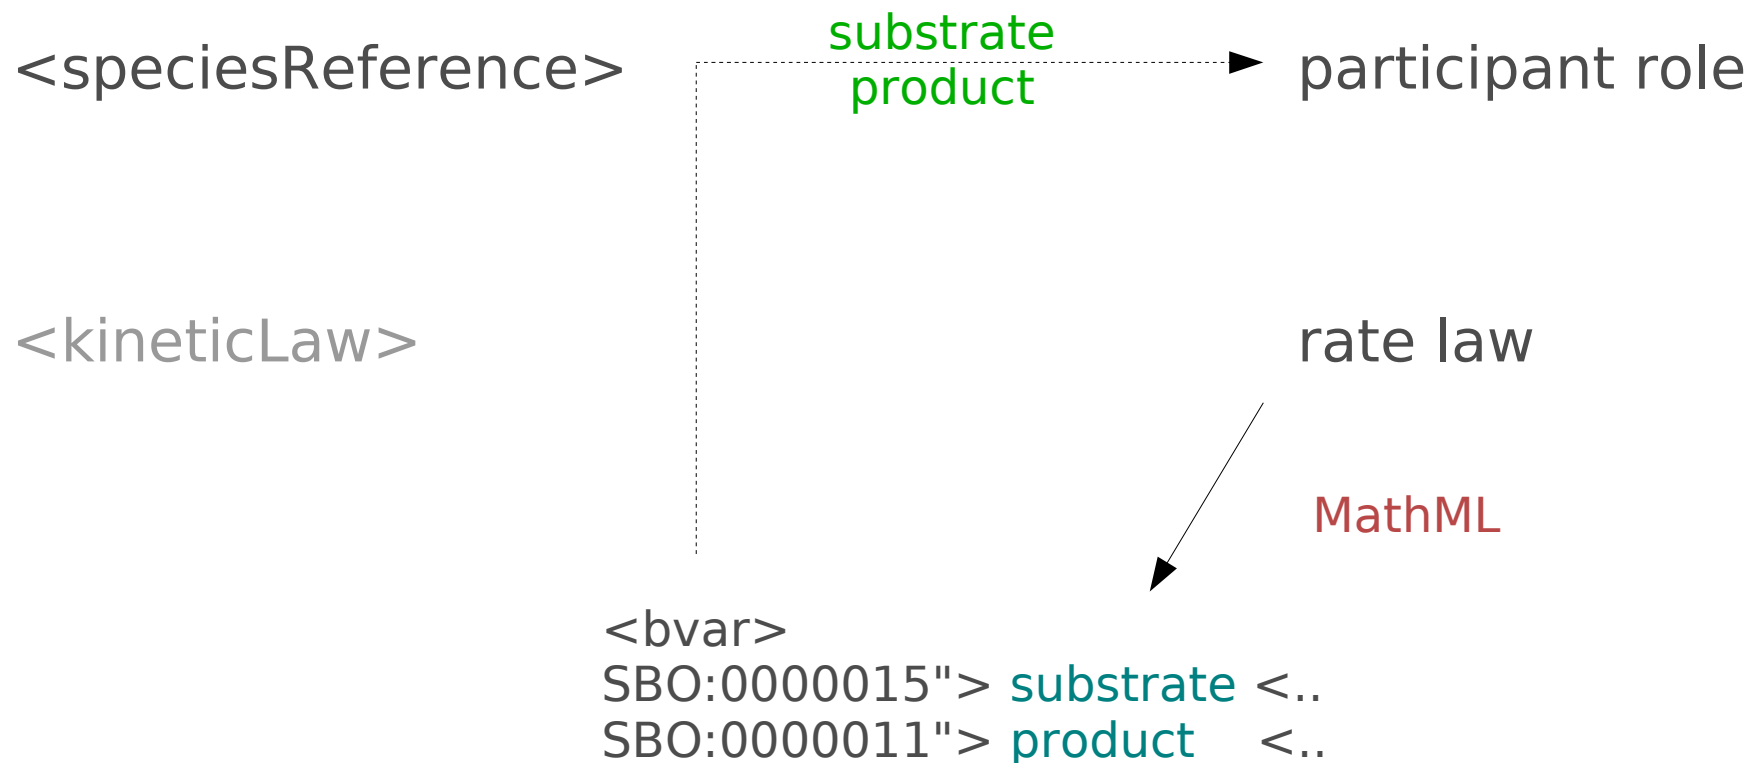 substrate
<speciesReference> participant role
product
<kineticLaw> rate law
MathML
<bvar>
SBO:0000015"> substrate <..
SBO:0000011"> product <..